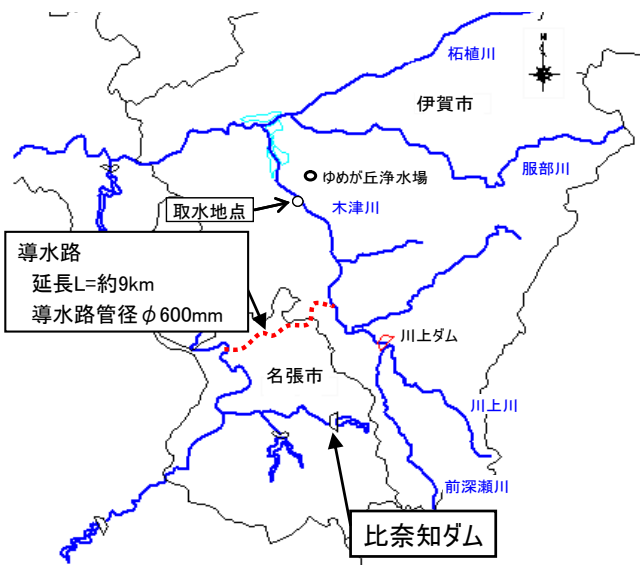 柘植川
N
伊賀市
服部川
ゆめが丘浄水場
取水地点
木津川
導水路
延長L=約9km
導水路管径φ600mm
川上ダム
名張市
川上川
前深瀬川
比奈知ダム